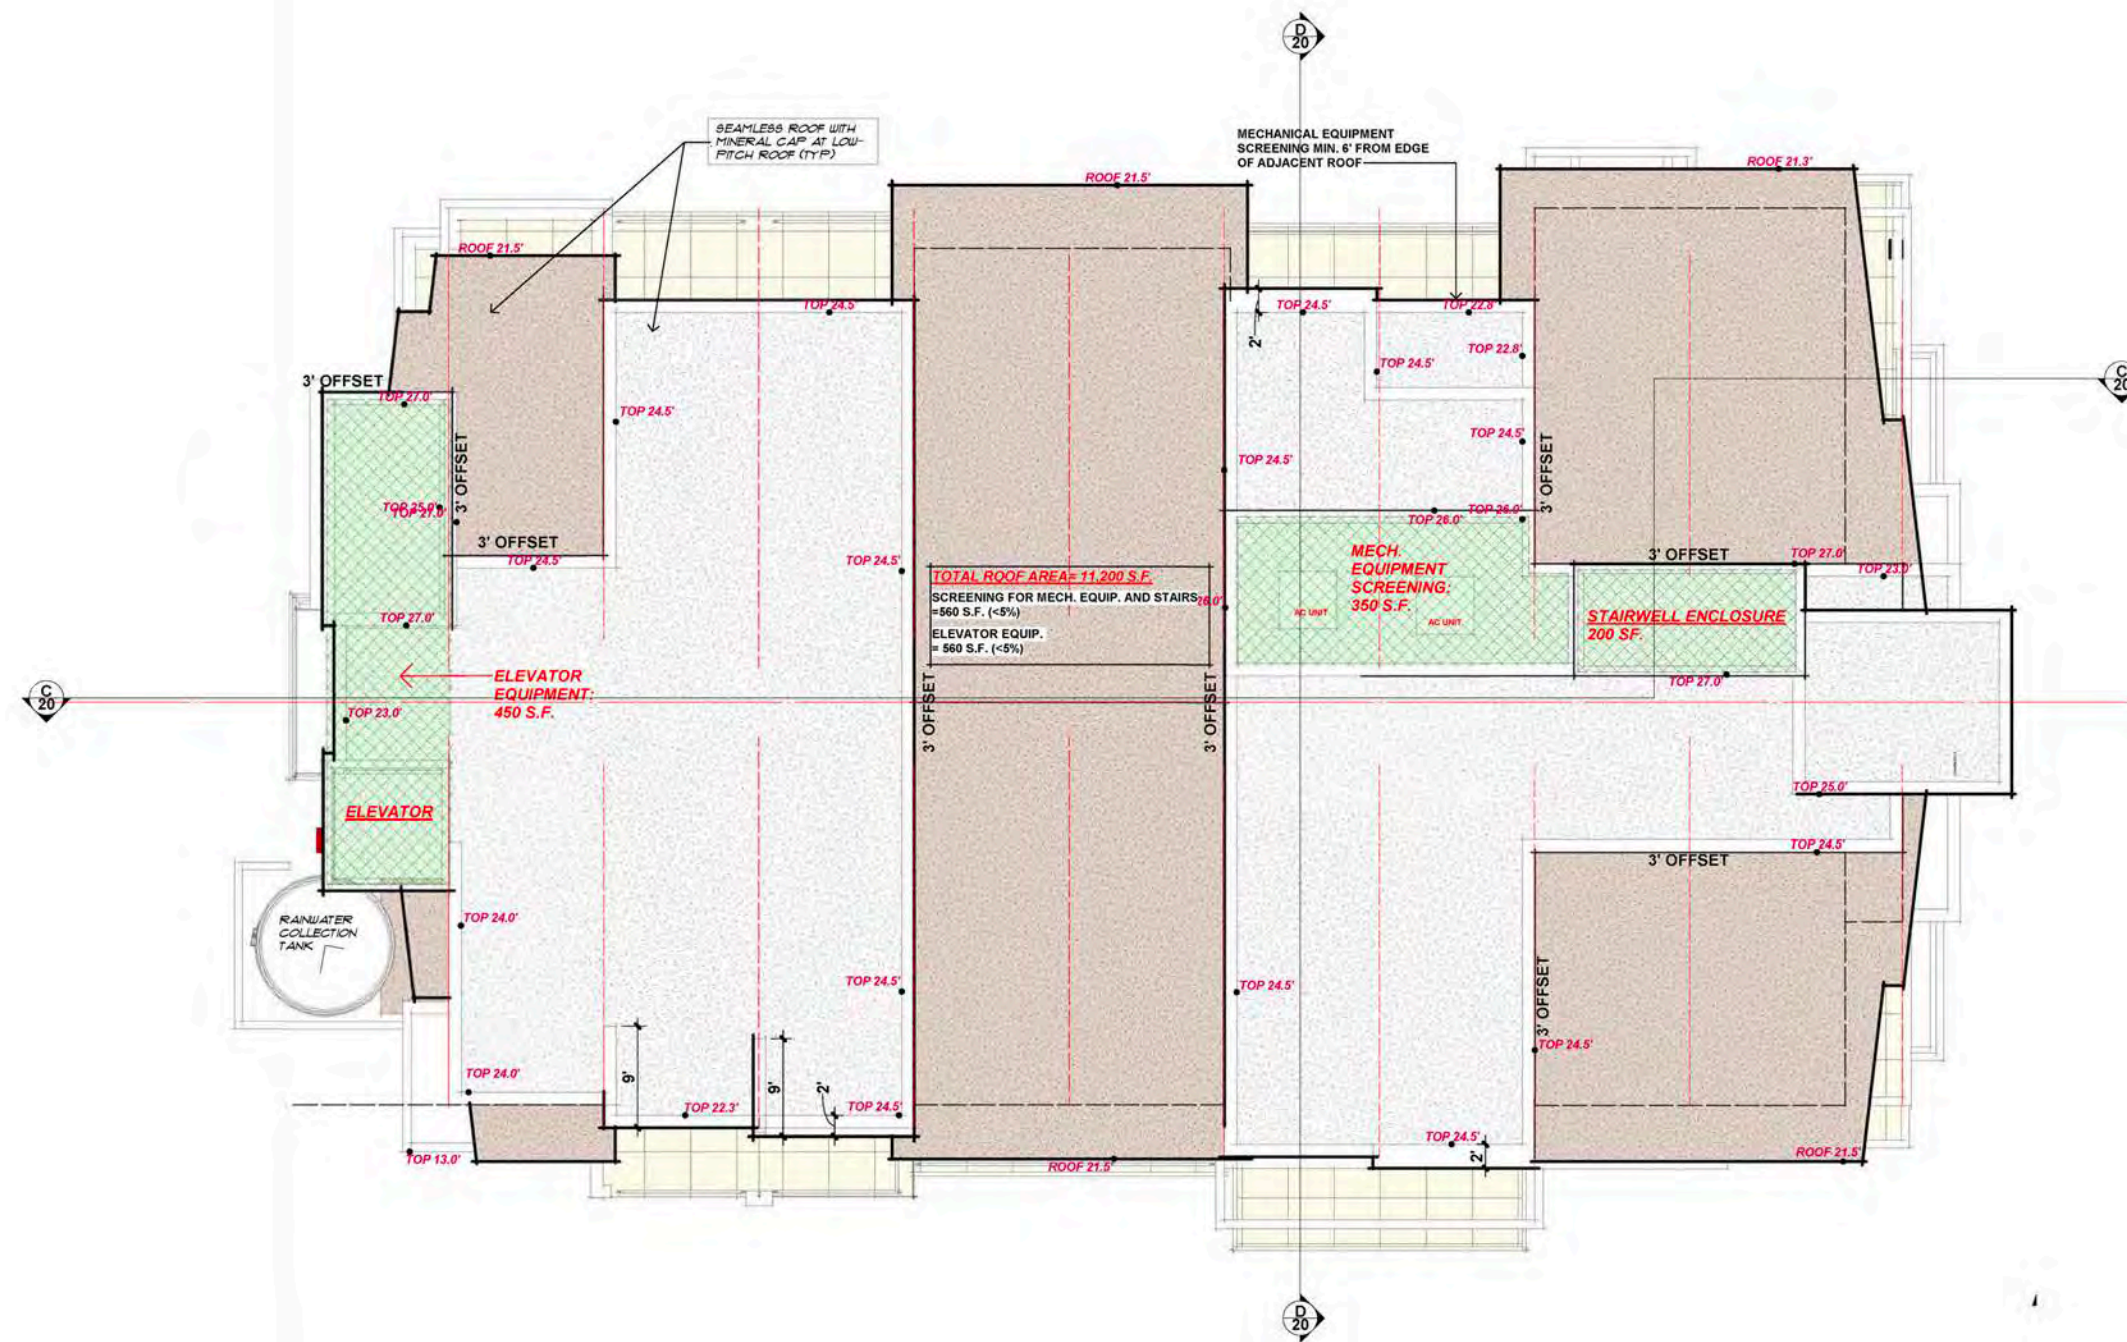 D
20
SEAMLESS ROOF WITH
MINERAL CAP AT LOW-
PITCH ROOF (TYP)
MECHANICAL EQUIPMENT
SCREENING MIN. 6' FROM EDGE
OF ADJACENT ROOF
ROOF 21.3'
ROOF 21.5'
ROOF 21.5'
TOP 24.5'
TOP 24.5'
TOP 22.8'
2'
TOP 22.8'
TOP 24.5'
3' OFFSET
TOP 27.0'
C
20
TOP 24.5'
TOP 24.5'
3' OFFSET
TOP 24.5'
3' OFFSET
TOP 25.0'
TOP 27.0'
TOP 26.0'
TOP 26.0'
3' OFFSET
TOP 24.5'
TOP 24.5'
MECH.
EQUIPMENT
SCREENING:
350 S.F.
3' OFFSET
TOP 27.0'
TOP 23.0'
TOTAL ROOF AREA= 11,200 S.F.
SCREENING FOR MECH. EQUIP. AND STAIRS
=560 S.F. (<5%)
ELEVATOR EQUIP.
= 560 S.F. (<5%)
26.0'
AC UNIT
AC UNIT
STAIRWELL ENCLOSURE
200 SF.
TOP 27.0'
ELEVATOR
EQUIPMENT:
450 S.F.
TOP 27.0'
C
20
TOP 23.0'
3' OFFSET
3' OFFSET
TOP 25.0'
ELEVATOR
TOP 24.5'
3' OFFSET
RAINWATER
COLLECTION
TANK
TOP 24.0'
TOP 24.5'
TOP 24.5'
3' OFFSET
TOP 24.5'
TOP 24.0'
9'
9'
2'
TOP 22.3'
TOP 24.5'
TOP 24.5'
2'
TOP 13.0'
ROOF 21.5'
ROOF 21.5'
D
20